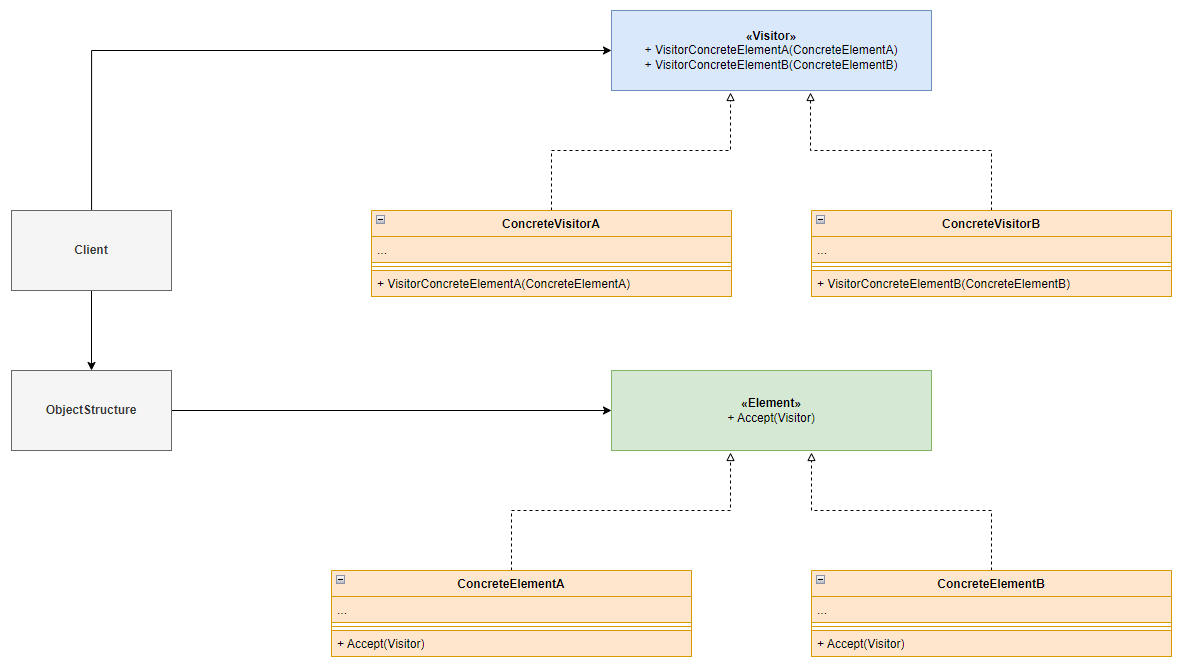 «Visitor»
+ VisitorConcreteElementA(ConcreteElementA)
+ VisitorConcreteElementB(ConcreteElementB)
Client
ConcreteVisitorA
...
+ VisitorConcreteElementA(ConcreteElementA)
ConcreteVisitorB
...
+ VisitorConcreteElementB(ConcreteElementB)
ObjectStructure
«Element»
+ Accept(Visitor)
ConcreteElementA
...
+ Accept(Visitor)
ConcreteElementB
...
+ Accept(Visitor)